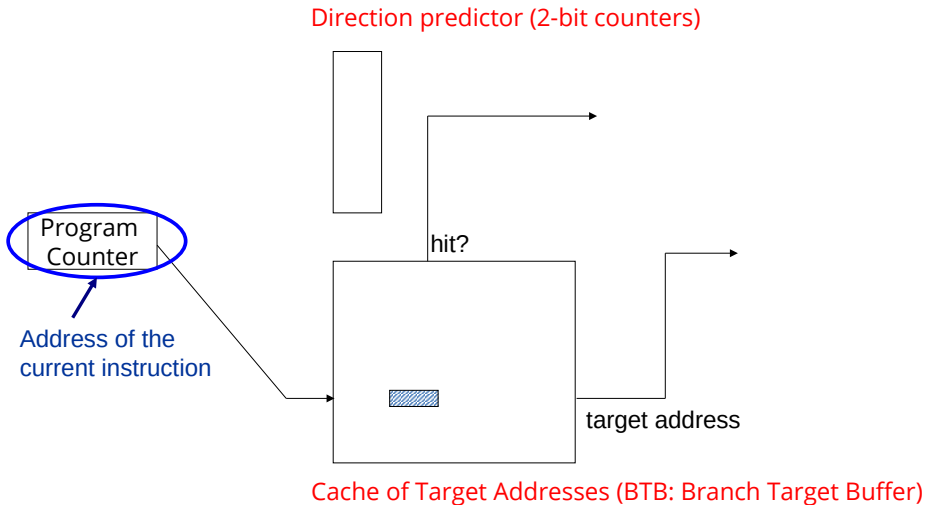 Direction predictor (2-bit counters)
hit?
Program
Counter
Address of the
current instruction
target address
Cache of Target Addresses (BTB: Branch Target Buffer)